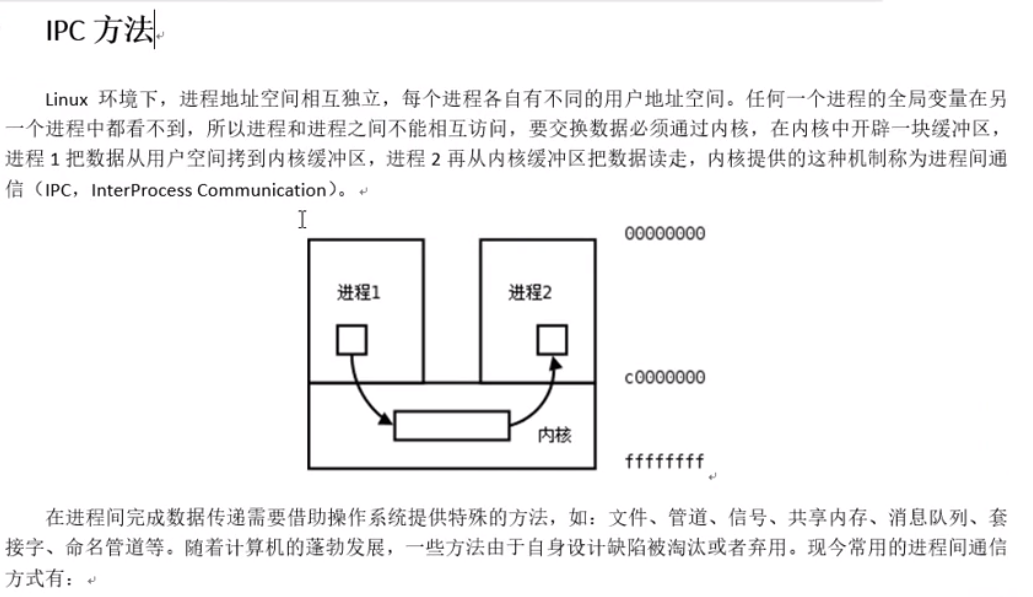 IPC 方法
Linux 环境下，进程地址空间相互独立，每个进程各自有不同的用户地址空间。任何一个进程的全局变量在另
一个进程中都看不到，所以进程和进程之间不能相互访问，要交换数据必须通过内核，在内核中开辟一块缓冲区，
进程 1 把数据从用户空间拷到内核缓冲区，进程 2 再从内核缓冲区把数据读走，内核提供的这种机制称为进程间通
信（IPC，InterProcess Communication）。
00000000
进程1
进程2
c0000000
内核
ffffffff
在进程间完成数据传递需要借助操作系统提供特殊的方法，如：文件、管道、信号、共享内存、消息队列、套
接字、命名管道等。随着计算机的蓬勃发展，一些方法由于自身设计缺陷被淘汰或者弃用。现今常用的进程间通信
方式有：